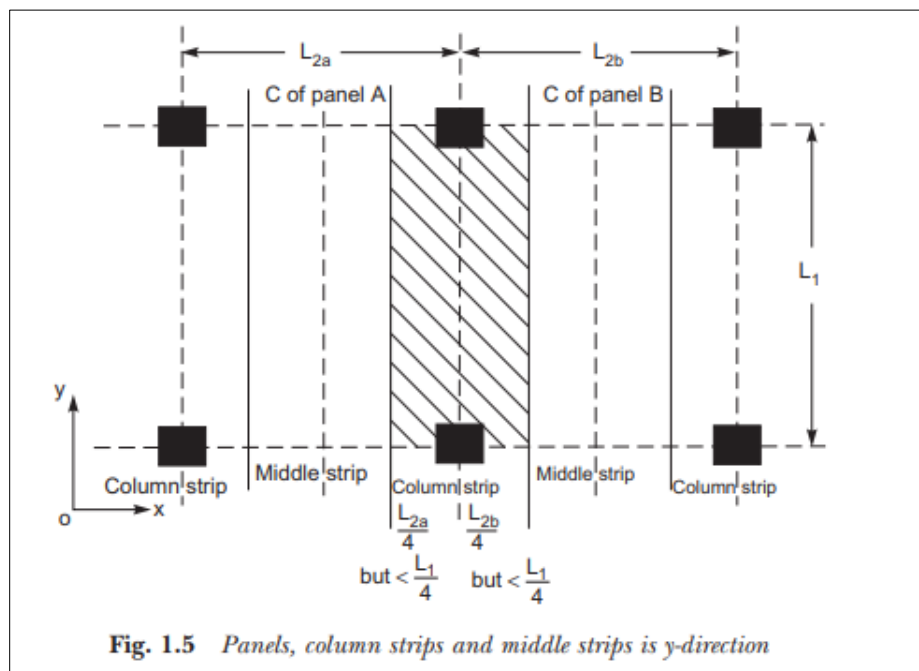 L2a L2b
C of panel A C of panel B
L1
y
Column strip Middle strip Column strip Middle strip Column strip
o x
L2a/4 L2b/4
but < L1/4 but < L1/4
Fig. 1.5 Panels, column strips and middle strips is y-direction